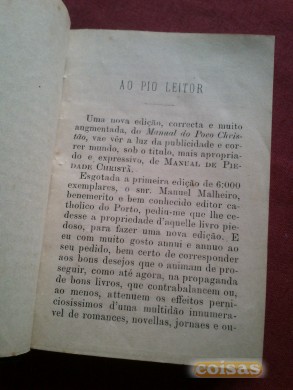 AO PIO LEITOR
Uma nova edição, correcta e muito
augmentada, do Manual do Povo Chris-
tão, vae vêr a luz da publicidade e cor-
rer mundo, sob o titulo, mais apropria-
do e expressivo, de MANUAL DE PIE-
DADE CHRISTÃ.
Esgotada a primeira edição de 6:000
exemplares, o snr. Manuel Malheiro,
benemerito e bem conhecido editor ca-
tholico do Porto, pediu-me que lhe ce-
desse a propriedade d'aquelle livro pie-
doso, para fazer uma nova edição. E
eu com muito gosto annui e annuo ao
seu pedido, bem certo de corresponder
aos bons desejos que o animam de pro-
seguir, como até agora, na propaganda
de bons livros, que contrabalancem ou,
ao menos, attenuem os effeitos perni-
ciosissimos d'uma multidão innumera-
vel de romances, novellas, jornaes e ou-
coisas